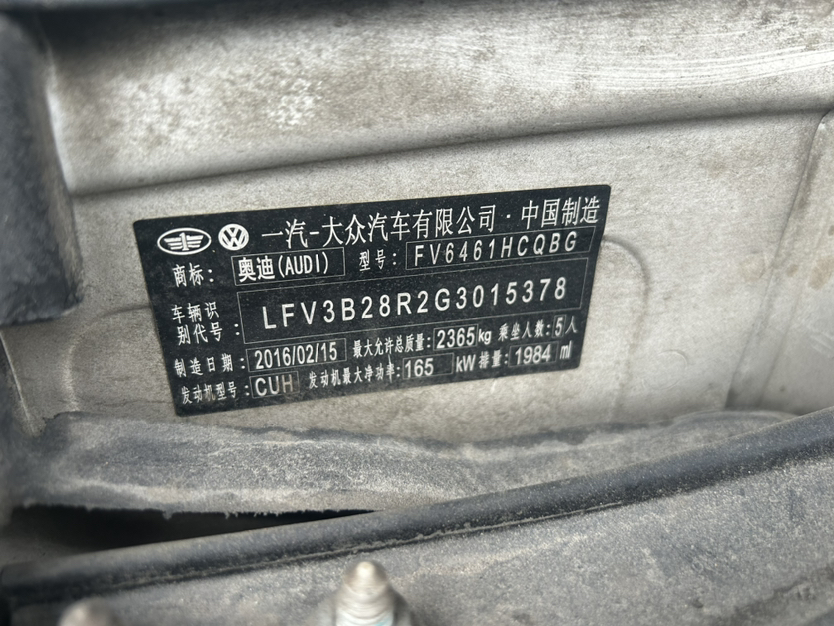 一汽-大众汽车有限公司·中国制造
商标: 奥迪(AUDI) 型号: FV6461HCQBG
车辆识别代号: LFV3B28R2G3015378
制造日期: 2016/02/15 最大允许总质量: 2365kg 乘坐人数: 5人
发动机型号: CUH 发动机最大净功率: 165 kW 排量: 1984 ml